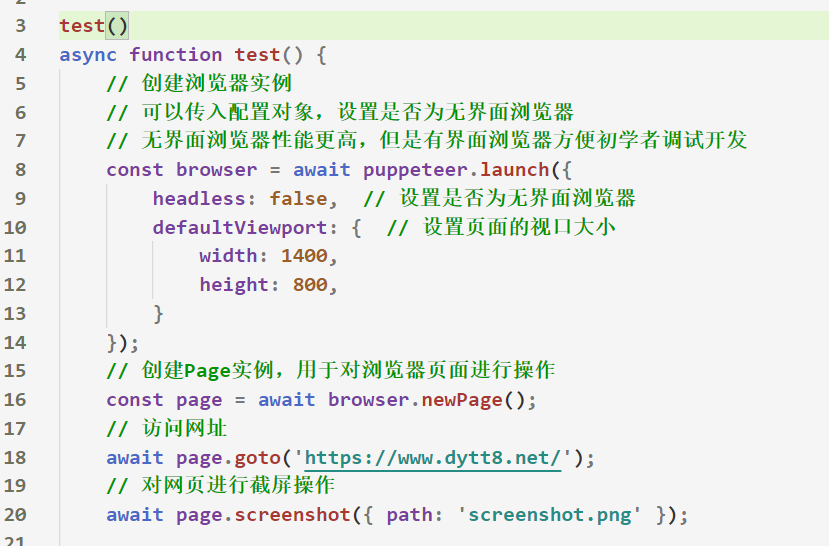 3 test()
4 async function test() {
5 // 创建浏览器实例
6 // 可以传入配置对象，设置是否为无界面浏览器
7 // 无界面浏览器性能更高，但是有界面浏览器方便初学者调试开发
8 const browser = await puppeteer.launch({
9 headless: false, // 设置是否为无界面浏览器
10 defaultViewport: { // 设置页面的视口大小
11 width: 1400,
12 height: 800,
13 }
14 });
15 // 创建Page实例，用于对浏览器页面进行操作
16 const page = await browser.newPage();
17 // 访问网址
18 await page.goto('https://www.dytt8.net/');
19 // 对网页进行截屏操作
20 await page.screenshot({ path: 'screenshot.png' });